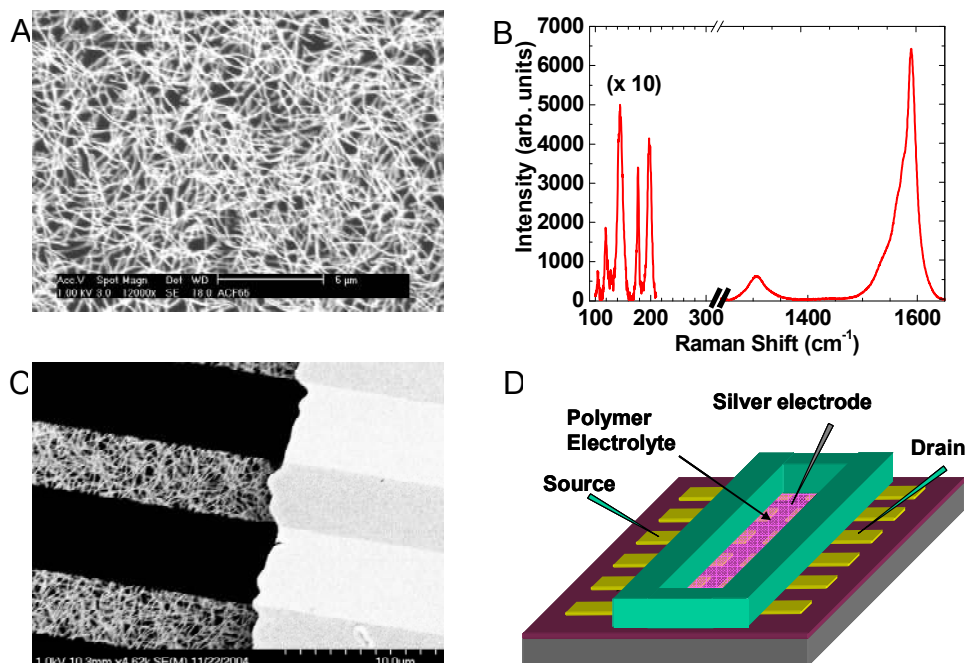 A
Acc.V Spot Magn Det WD 5 µm
1.00 KV 3.0 12000x SE 18.0 ACF65
B
(x 10)
7000
6000
5000
4000
3000
2000
1000
0
Intensity (arb. units)
100 200 300 1400 1600
Raman Shift (cm⁻¹)
C
1.0kV 10.3mm x4.62k SE(M) 11/22/2004 10.0µm
D
Silver electrode
Polymer
Electrolyte
Drain
Source